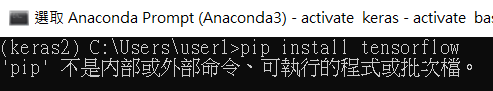 選取 Anaconda Prompt (Anaconda3) - activate  keras - activate  bas
(keras2) C:\Users\user1>pip install tensorflow
'pip' 不是內部或外部命令、可執行的程式或批次檔。